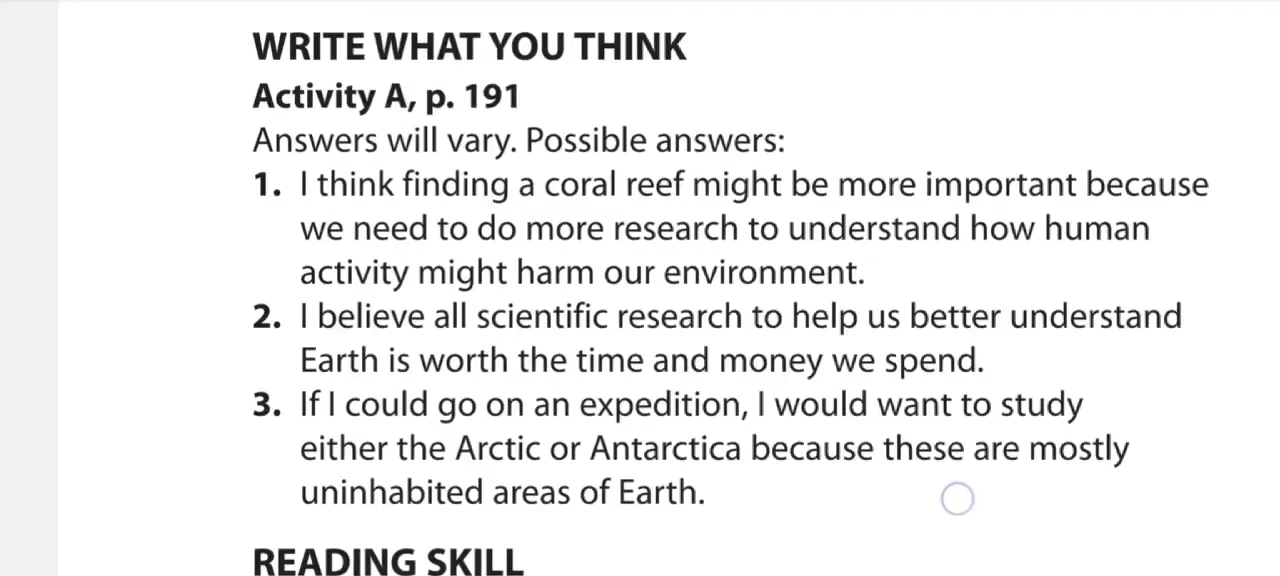 WRITE WHAT YOU THINK
Activity A, p. 191
Answers will vary. Possible answers:
1. I think finding a coral reef might be more important because
we need to do more research to understand how human
activity might harm our environment.
2. I believe all scientific research to help us better understand
Earth is worth the time and money we spend.
3. If I could go on an expedition, I would want to study
either the Arctic or Antarctica because these are mostly
uninhabited areas of Earth.
READING SKILL